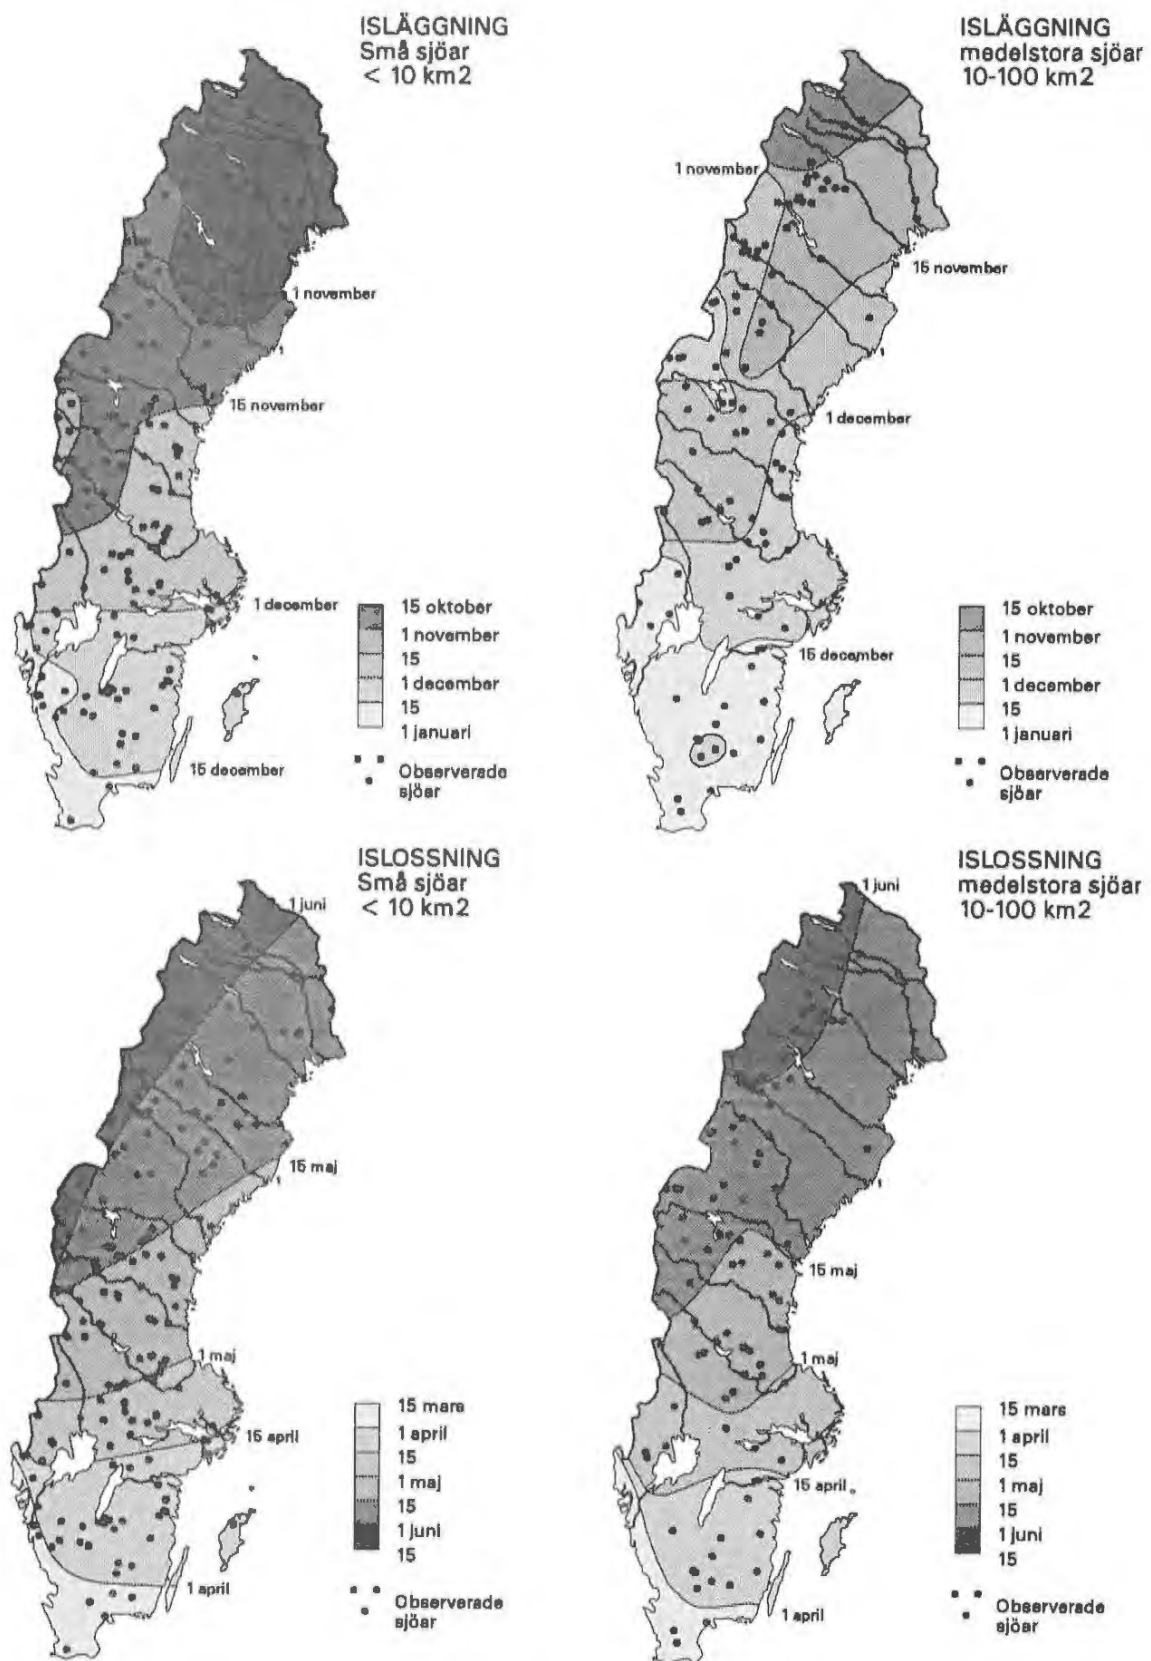 ISLÄGGNING
Små sjöar
< 10 km2
1 november
15 november
1 december
15 december
15 oktober
1 november
15
1 december
15
1 januari
Observerade
sjöar
ISLÄGGNING
medelstora sjöar
10-100 km2
1 november
15 november
1 december
15 december
15 oktober
1 november
15
1 december
15
1 januari
Observerade
sjöar
ISLOSSNING
Små sjöar
< 10 km2
1 juni
15 maj
1 maj
15 april
1 april
15 mars
1 april
15
1 maj
15
1 juni
15
Observerade
sjöar
ISLOSSNING
medelstora sjöar
10-100 km2
1 juni
15 maj
1 maj
15 april
1 april
15 mars
1 april
15
1 maj
15
1 juni
15
Observerade
sjöar